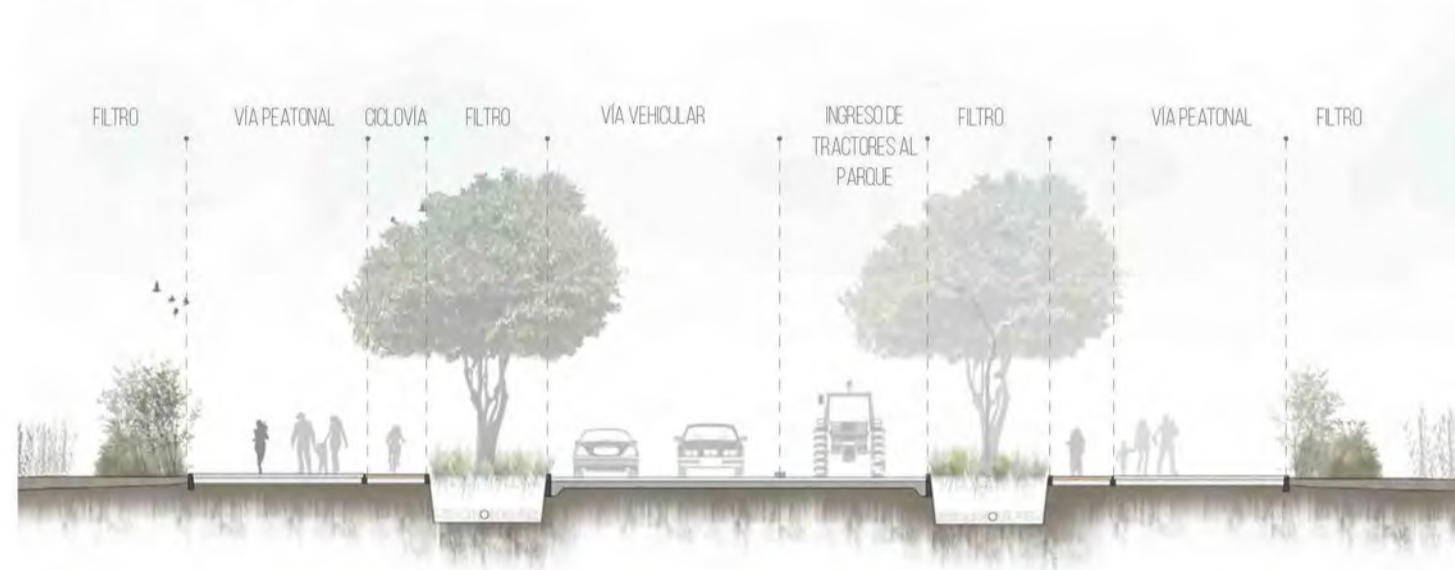 FILTRO
VÍA PEATONAL
CICLOVÍA
FILTRO
VÍA VEHICULAR
INGRESO DE
TRACTORES AL
PARQUE
FILTRO
VÍA PEATONAL
FILTRO